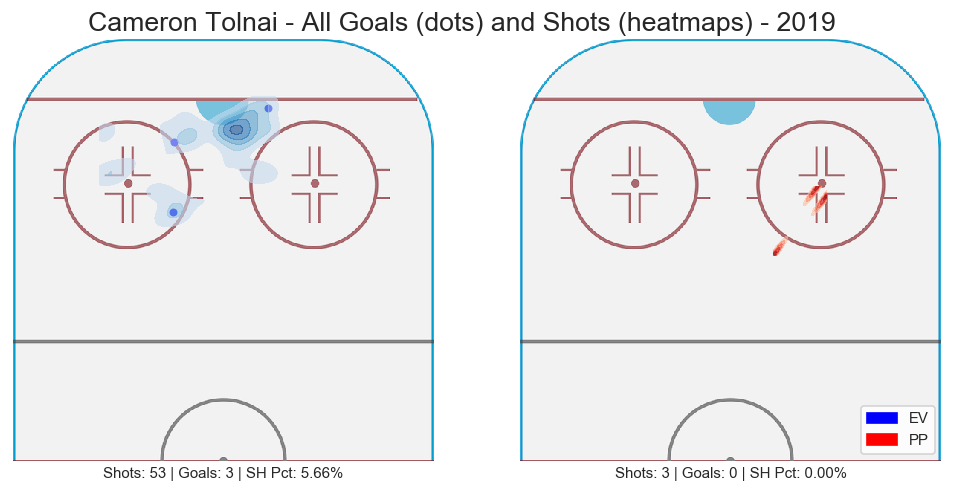 Cameron Tolnai - All Goals (dots) and Shots (heatmaps) - 2019
EV
PP
Shots: 53 | Goals: 3 | SH Pct: 5.66%
Shots: 3 | Goals: 0 | SH Pct: 0.00%